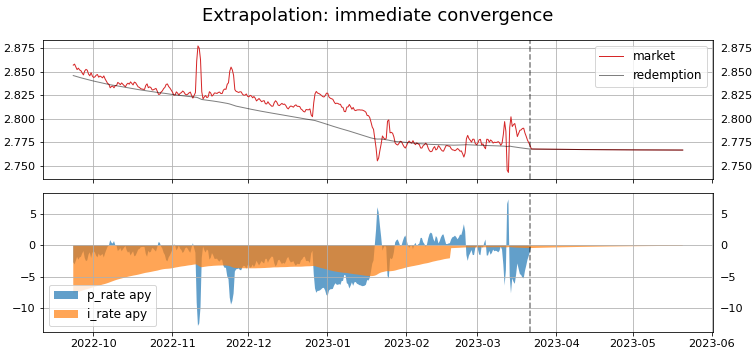 Extrapolation: immediate convergence
2.875 2.875
2.850 2.850
2.825 2.825
2.800 2.800
2.775 2.775
2.750 2.750
market
redemption
5 5
0 0
−5 −5
−10 −10
p_rate apy
i_rate apy
2022-10 2022-11 2022-12 2023-01 2023-02 2023-03 2023-04 2023-05 2023-06